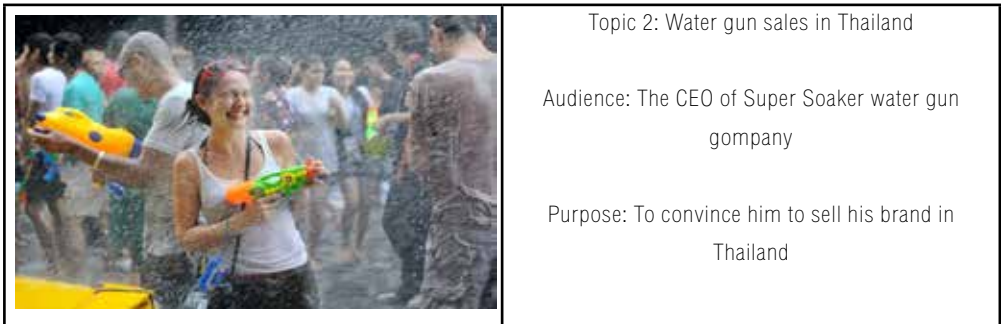 Topic 2: Water gun sales in Thailand
Audience: The CEO of Super Soaker water gun
gompany
Purpose: To convince him to sell his brand in
Thailand